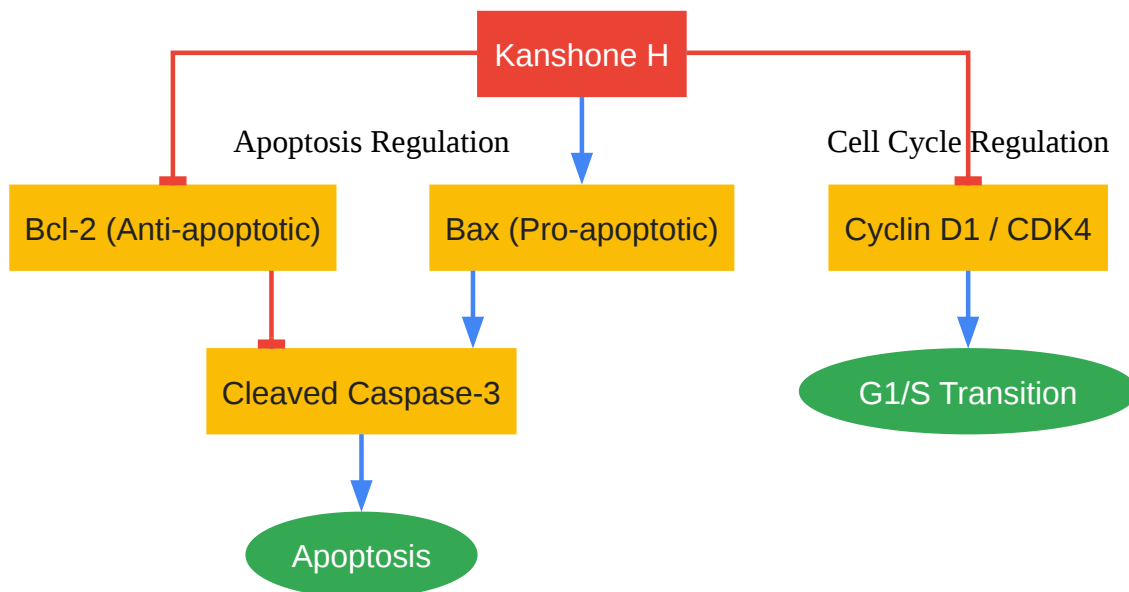 Kanshone H
Apoptosis Regulation
Cell Cycle Regulation
Bcl-2 (Anti-apoptotic)
Bax (Pro-apoptotic)
Cyclin D1 / CDK4
Cleaved Caspase-3
G1/S Transition
Apoptosis